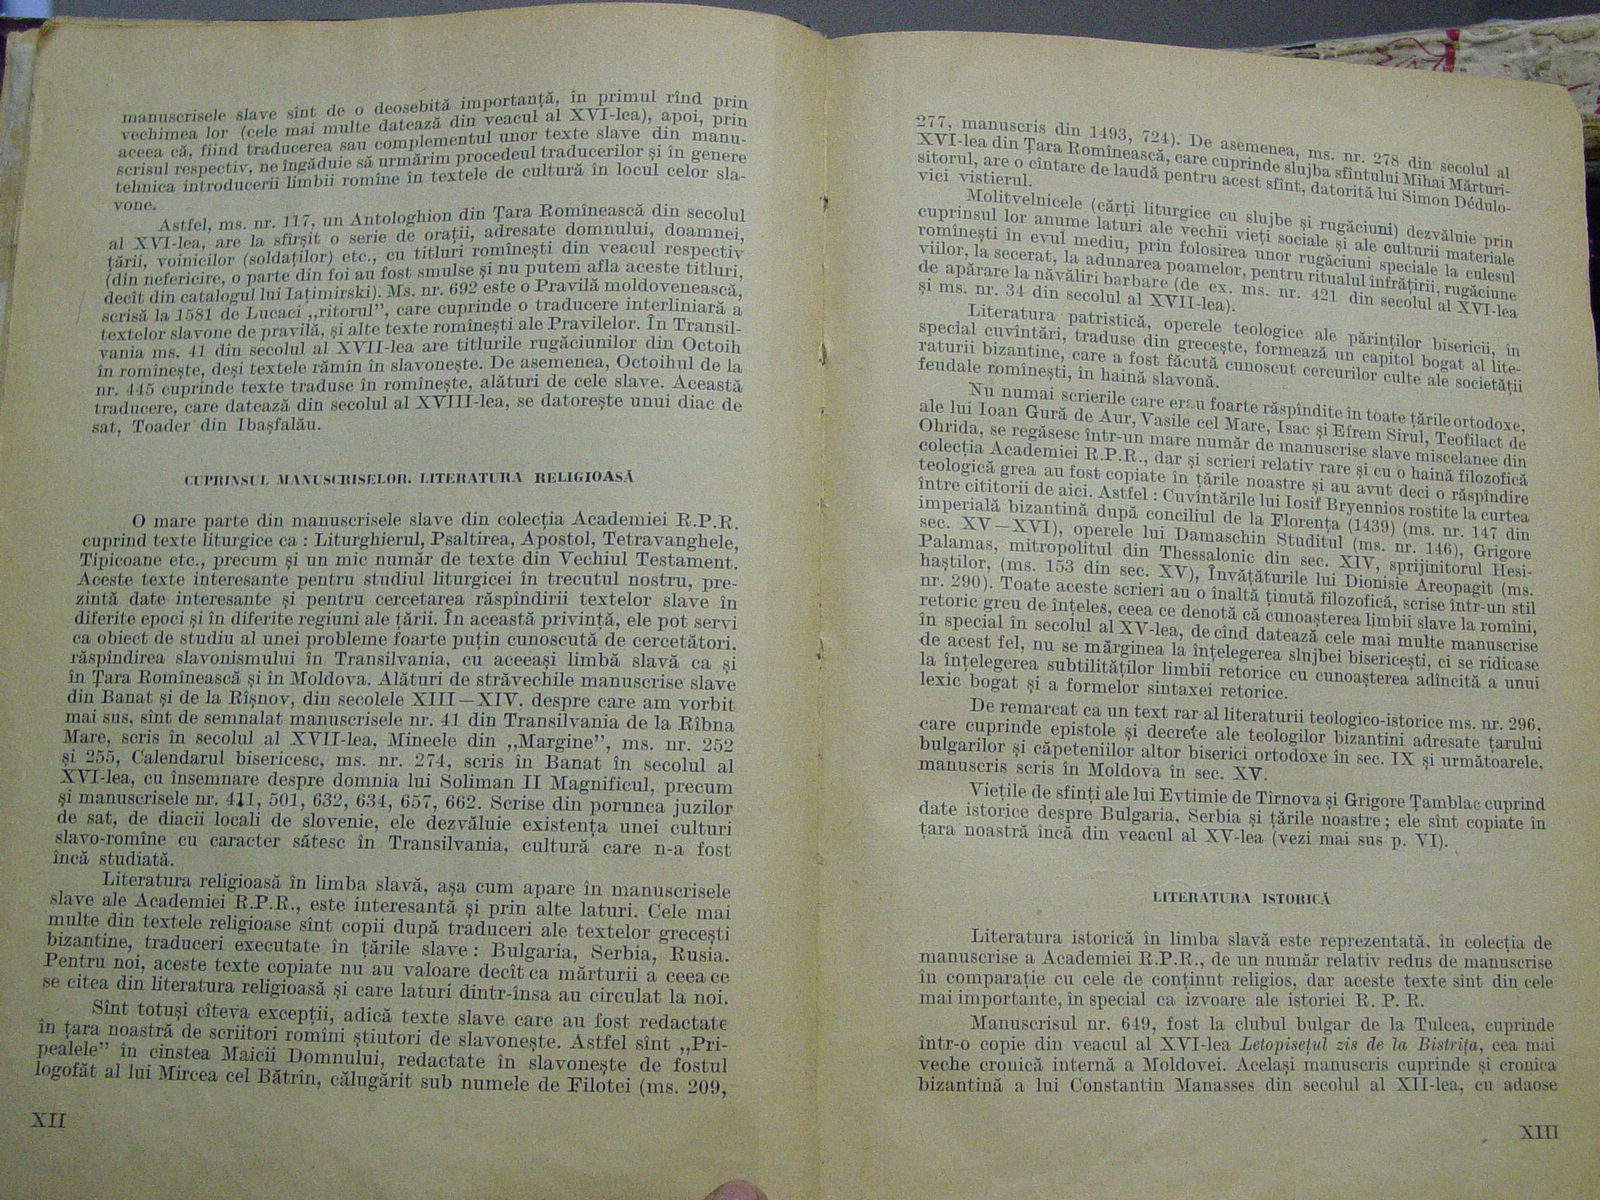 manuscrisele slave sînt de o deosebită importanță, în primul rînd prin
vechimea lor (cele mai multe datează din veacul al XVI-lea), apoi, prin
aceea că, fiind traducerea sau complementul unor texte slave din manu-
scrisul respectiv, ne îngăduie să urmărim procedeul traducerilor și în genere
tehnica introducerii limbii romîne în textele de cultură în locul celor sla-
vone.
Astfel, ms. nr. 117, un Antologhion din Țara Romînească din secolul
al XVI-lea, are la sfîrșit o serie de orații, adresate domnului, doamnei,
țării, voinicilor (soldaților) etc., cu titluri romînești din veacul respectiv
(din nefericire, o parte din foi au fost smulse și nu putem afla aceste titluri,
decît din catalogul lui Iațimirski). Ms. nr. 692 este o Pravilă moldovenească,
scrisă la 1581 de Lucaci „ritorul”, care cuprinde o traducere interliniară a
textelor slavone de pravilă, și alte texte romînești ale Pravilelor. În Transil-
vania ms. 41 din secolul al XVII-lea are titlurile rugăciunilor din Octoih
în romînește, deși textele rămîn în slavonește. De asemenea, Octoihul de la
nr. 445 cuprinde texte traduse în romînește, alături de cele slave. Această
traducere, care datează din secolul al XVIII-lea, se datorește unui diac de
sat, Toader din Ibașfalău.
CUPRINSUL MANUSCRISELOR. LITERATURA RELIGIOASĂ
O mare parte din manuscrisele slave din colecția Academiei R.P.R.
cuprind texte liturgice ca : Liturghierul, Psaltirea, Apostol, Tetravanghele,
Tipicoane etc., precum și un mic număr de texte din Vechiul Testament.
Aceste texte interesante pentru studiul liturgicei în trecutul nostru, pre-
zintă date interesante și pentru cercetarea răspîndirii textelor slave în
diferite epoci și în diferite regiuni ale țării. În această privință, ele pot servi
ca obiect de studiu al unei probleme foarte puțin cunoscută de cercetători.
răspîndirea slavonismului în Transilvania, cu aceeași limbă slavă ca și
în Țara Romînească și în Moldova. Alături de străvechile manuscrise slave
din Banat și de la Rîșnov, din secolele XIII—XIV, despre care am vorbit
mai sus, sînt de semnalat manuscrisele nr. 41 din Transilvania de la Rîbna
Mare, scris în secolul al XVII-lea, Mineele din „Margine”, ms. nr. 252
și 255, Calendarul bisericesc, ms. nr. 274, scris în Banat în secolul al
XVI-lea, cu însemnare despre domnia lui Soliman II Magnificul, precum
și manuscrisele nr. 411, 501, 632, 634, 657, 662. Scrise din porunca juzilor
de sat, de diacii locali de slovenie, ele dezvăluie existența unei culturi
slavo-romîne cu caracter sătesc în Transilvania, cultură care n-a fost
încă studiată.
Literatura religioasă în limba slavă, așa cum apare în manuscrisele
slave ale Academiei R.P.R., este interesantă și prin alte laturi. Cele mai
multe din textele religioase sînt copii după traduceri ale textelor grecești
bizantine, traduceri executate în țările slave : Bulgaria, Serbia, Rusia.
Pentru noi, aceste texte copiate nu au valoare decît ca mărturii a ceea ce
se citea din literatura religioasă și care laturi dintr-însa au circulat la noi.
Sînt totuși cîteva excepții, adică texte slave care au fost redactate
în țara noastră de scriitori romîni știutori de slavonește. Astfel sînt „Pri-
pealele” în cinstea Maicii Domnului, redactate în slavonește de fostul
logofăt al lui Mircea cel Bătrîn, călugărit sub numele de Filotei (ms. 209,
XII
277, manuscris din 1493, 724). De asemenea, ms. nr. 278 din secolul al
XVI-lea din Țara Romînească, care cuprinde slujba sfîntului Mihai Mărturi-
sitorul, are o cîntare de laudă pentru acest sfînt, datorită lui Simon Dédulo-
vici vistierul.
Molitvelnicele (cărți liturgice cu slujbe și rugăciuni) dezvăluie prin
cuprinsul lor anume laturi ale vechii vieți sociale și ale culturii materiale
romînești în evul mediu, prin folosirea unor rugăciuni speciale la culesul
viilor, la secerat, la adunarea poamelor, pentru ritualul înfrățirii, rugăciune
de apărare la năvăliri barbare (de ex. ms. nr. 421 din secolul al XVI-lea
și ms. nr. 34 din secolul al XVII-lea).
Literatura patristică, operele teologice ale părinților bisericii, în
special cuvîntări, traduse din grecește, formează un capitol bogat al lite-
raturii bizantine, care a fost făcută cunoscut cercurilor culte ale societății
feudale romînești, în haină slavonă.
Nu numai scrierile care erau foarte răspîndite în toate țările ortodoxe,
ale lui Ioan Gură de Aur, Vasile cel Mare, Isac și Efrem Sirul, Teofilact de
Ohrida, se regăsesc într-un mare număr de manuscrise slave miscelanee din
colecția Academiei R.P.R., dar și scrieri relativ rare și cu o haină filozofică
teologică grea au fost copiate în țările noastre și au avut deci o răspîndire
între cititorii de aici. Astfel : Cuvîntările lui Iosif Bryennios rostite la curtea
imperială bizantină după conciliul de la Florența (1439) (ms. nr. 147 din
sec. XV—XVI), operele lui Damaschin Studitul (ms. nr. 146), Grigore
Palamas, mitropolitul din Thessalonic din sec. XIV, sprijinitorul Hesi-
haștilor, (ms. 153 din sec. XV), Învățăturile lui Dionisie Areopagit (ms.
nr. 290). Toate aceste scrieri au o înaltă ținută filozofică, scrise într-un stil
retoric greu de înțeles, ceea ce denotă că cunoașterea limbii slave la romîni,
în special în secolul al XV-lea, de cînd datează cele mai multe manuscrise
de acest fel, nu se mărginea la înțelegerea slujbei bisericești, ci se ridicase
la înțelegerea subtilităților limbii retorice cu cunoașterea adîncită a unui
lexic bogat și a formelor sintaxei retorice.
De remarcat ca un text rar al literaturii teologico-istorice ms. nr. 296,
care cuprinde epistole și decrete ale teologilor bizantini adresate țarului
bulgarilor și căpeteniilor altor biserici ortodoxe în sec. IX și următoarele,
manuscris scris în Moldova în sec. XV.
Viețile de sfinți ale lui Evtimie de Tîrnova și Grigore Țamblac cuprind
date istorice despre Bulgaria, Serbia și țările noastre ; ele sînt copiate în
țara noastră încă din veacul al XV-lea (vezi mai sus p. VI).
LITERATURA ISTORICĂ
Literatura istorică în limba slavă este reprezentată, în colecția de
manuscrise a Academiei R.P.R., de un număr relativ redus de manuscrise
în comparație cu cele de conținut religios, dar aceste texte sînt din cele
mai importante, în special ca izvoare ale istoriei R. P. R.
Manuscrisul nr. 649, fost la clubul bulgar de la Tulcea, cuprinde
într-o copie din veacul al XVI-lea Letopisețul zis de la Bistrița, cea mai
veche cronică internă a Moldovei. Același manuscris cuprinde și cronica
bizantină a lui Constantin Manasses din secolul al XII-lea, cu adaose
XIII